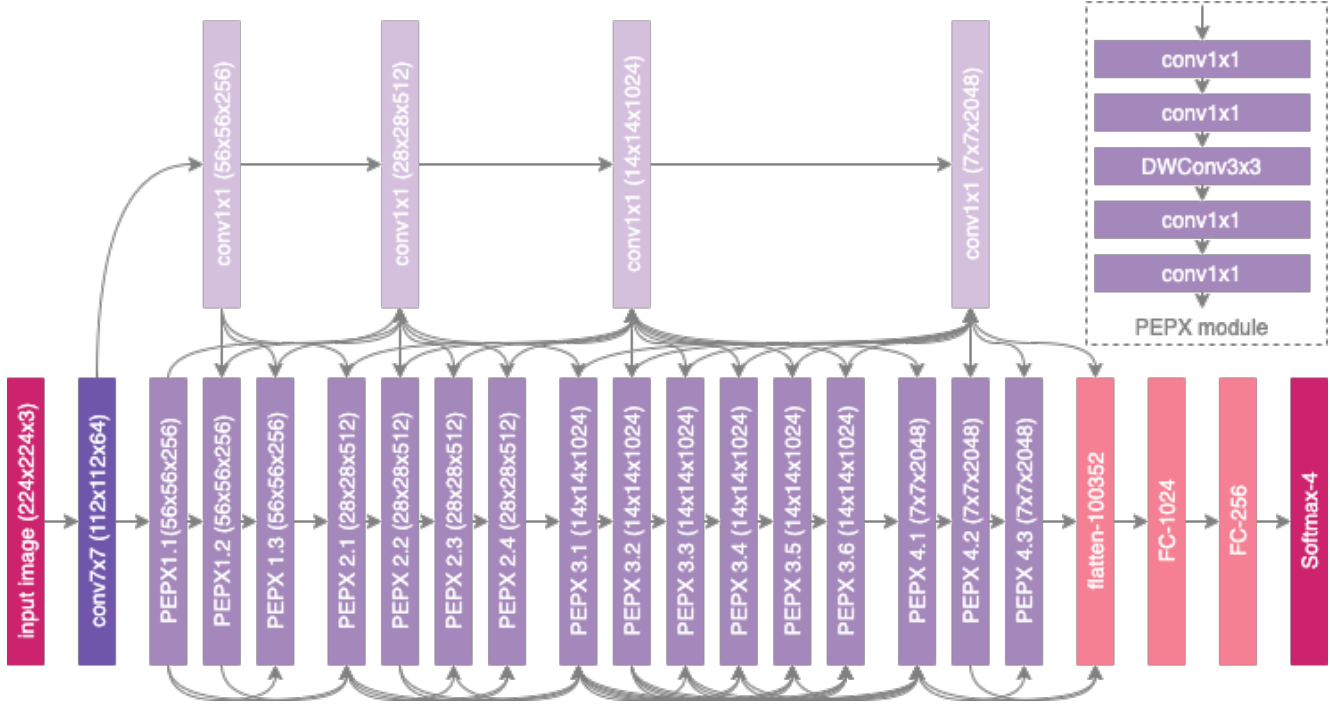 conv1x1 (56x56x256)
conv1x1 (28x28x512)
conv1x1 (14x14x1024)
conv1x1 (7x7x2048)
conv1x1
conv1x1
DWConv3x3
conv1x1
conv1x1
PEPX module
input image (224x224x3)
conv7x7 (112x112x64)
PEPX1.1(56x56x256)
PEPX1.2 (56x56x256)
PEPX 1.3 (56x56x256)
PEPX 2.1 (28x28x512)
PEPX 2.2 (28x28x512)
PEPX 2.3 (28x28x512)
PEPX 2.4 (28x28x512)
PEPX 3.1 (14x14x1024)
PEPX 3.2 (14x14x1024)
PEPX 3.3 (14x14x1024)
PEPX 3.4 (14x14x1024)
PEPX 3.5 (14x14x1024)
PEPX 3.6 (14x14x1024)
PEPX 4.1 (7x7x2048)
PEPX 4.2 (7x7x2048)
PEPX 4.3 (7x7x2048)
flatten-100352
FC-1024
FC-256
Softmax-4